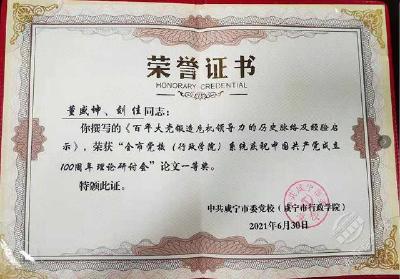 荣誉证书
HONORARY CREDENTIAL
董威坤、刘佳同志：
你撰写的《百年大党锻造危机领导力的历史脉络及经验启
示》，荣获“全市党校（行政学院）系统庆祝中国共产党成立
100周年理论研讨会”论文一等奖。
特颁此证。
中共咸宁市委党校（咸宁市行政学院）
2021年6月30日